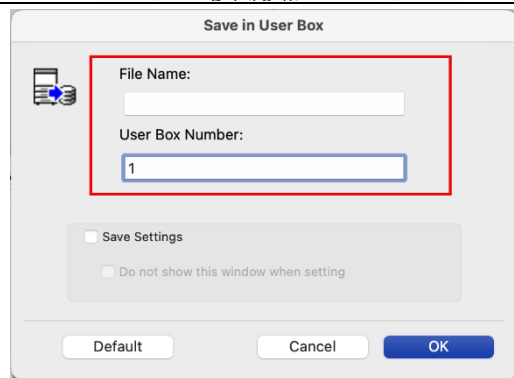 Save in User Box
File Name:
User Box Number:
1
Save Settings
Do not show this window when setting
Default
Cancel
OK